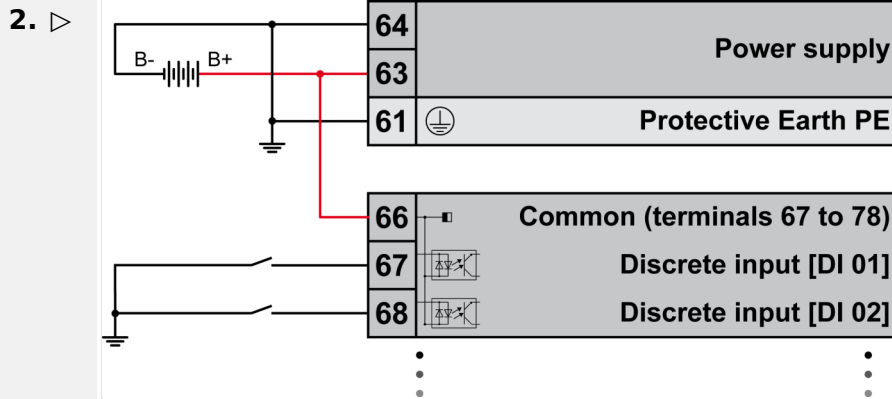 2. ▷
64
Power supply
B- B+
63
61 Protective Earth PE
66 Common (terminals 67 to 78)
67 Discrete input [DI 01]
68 Discrete input [DI 02]